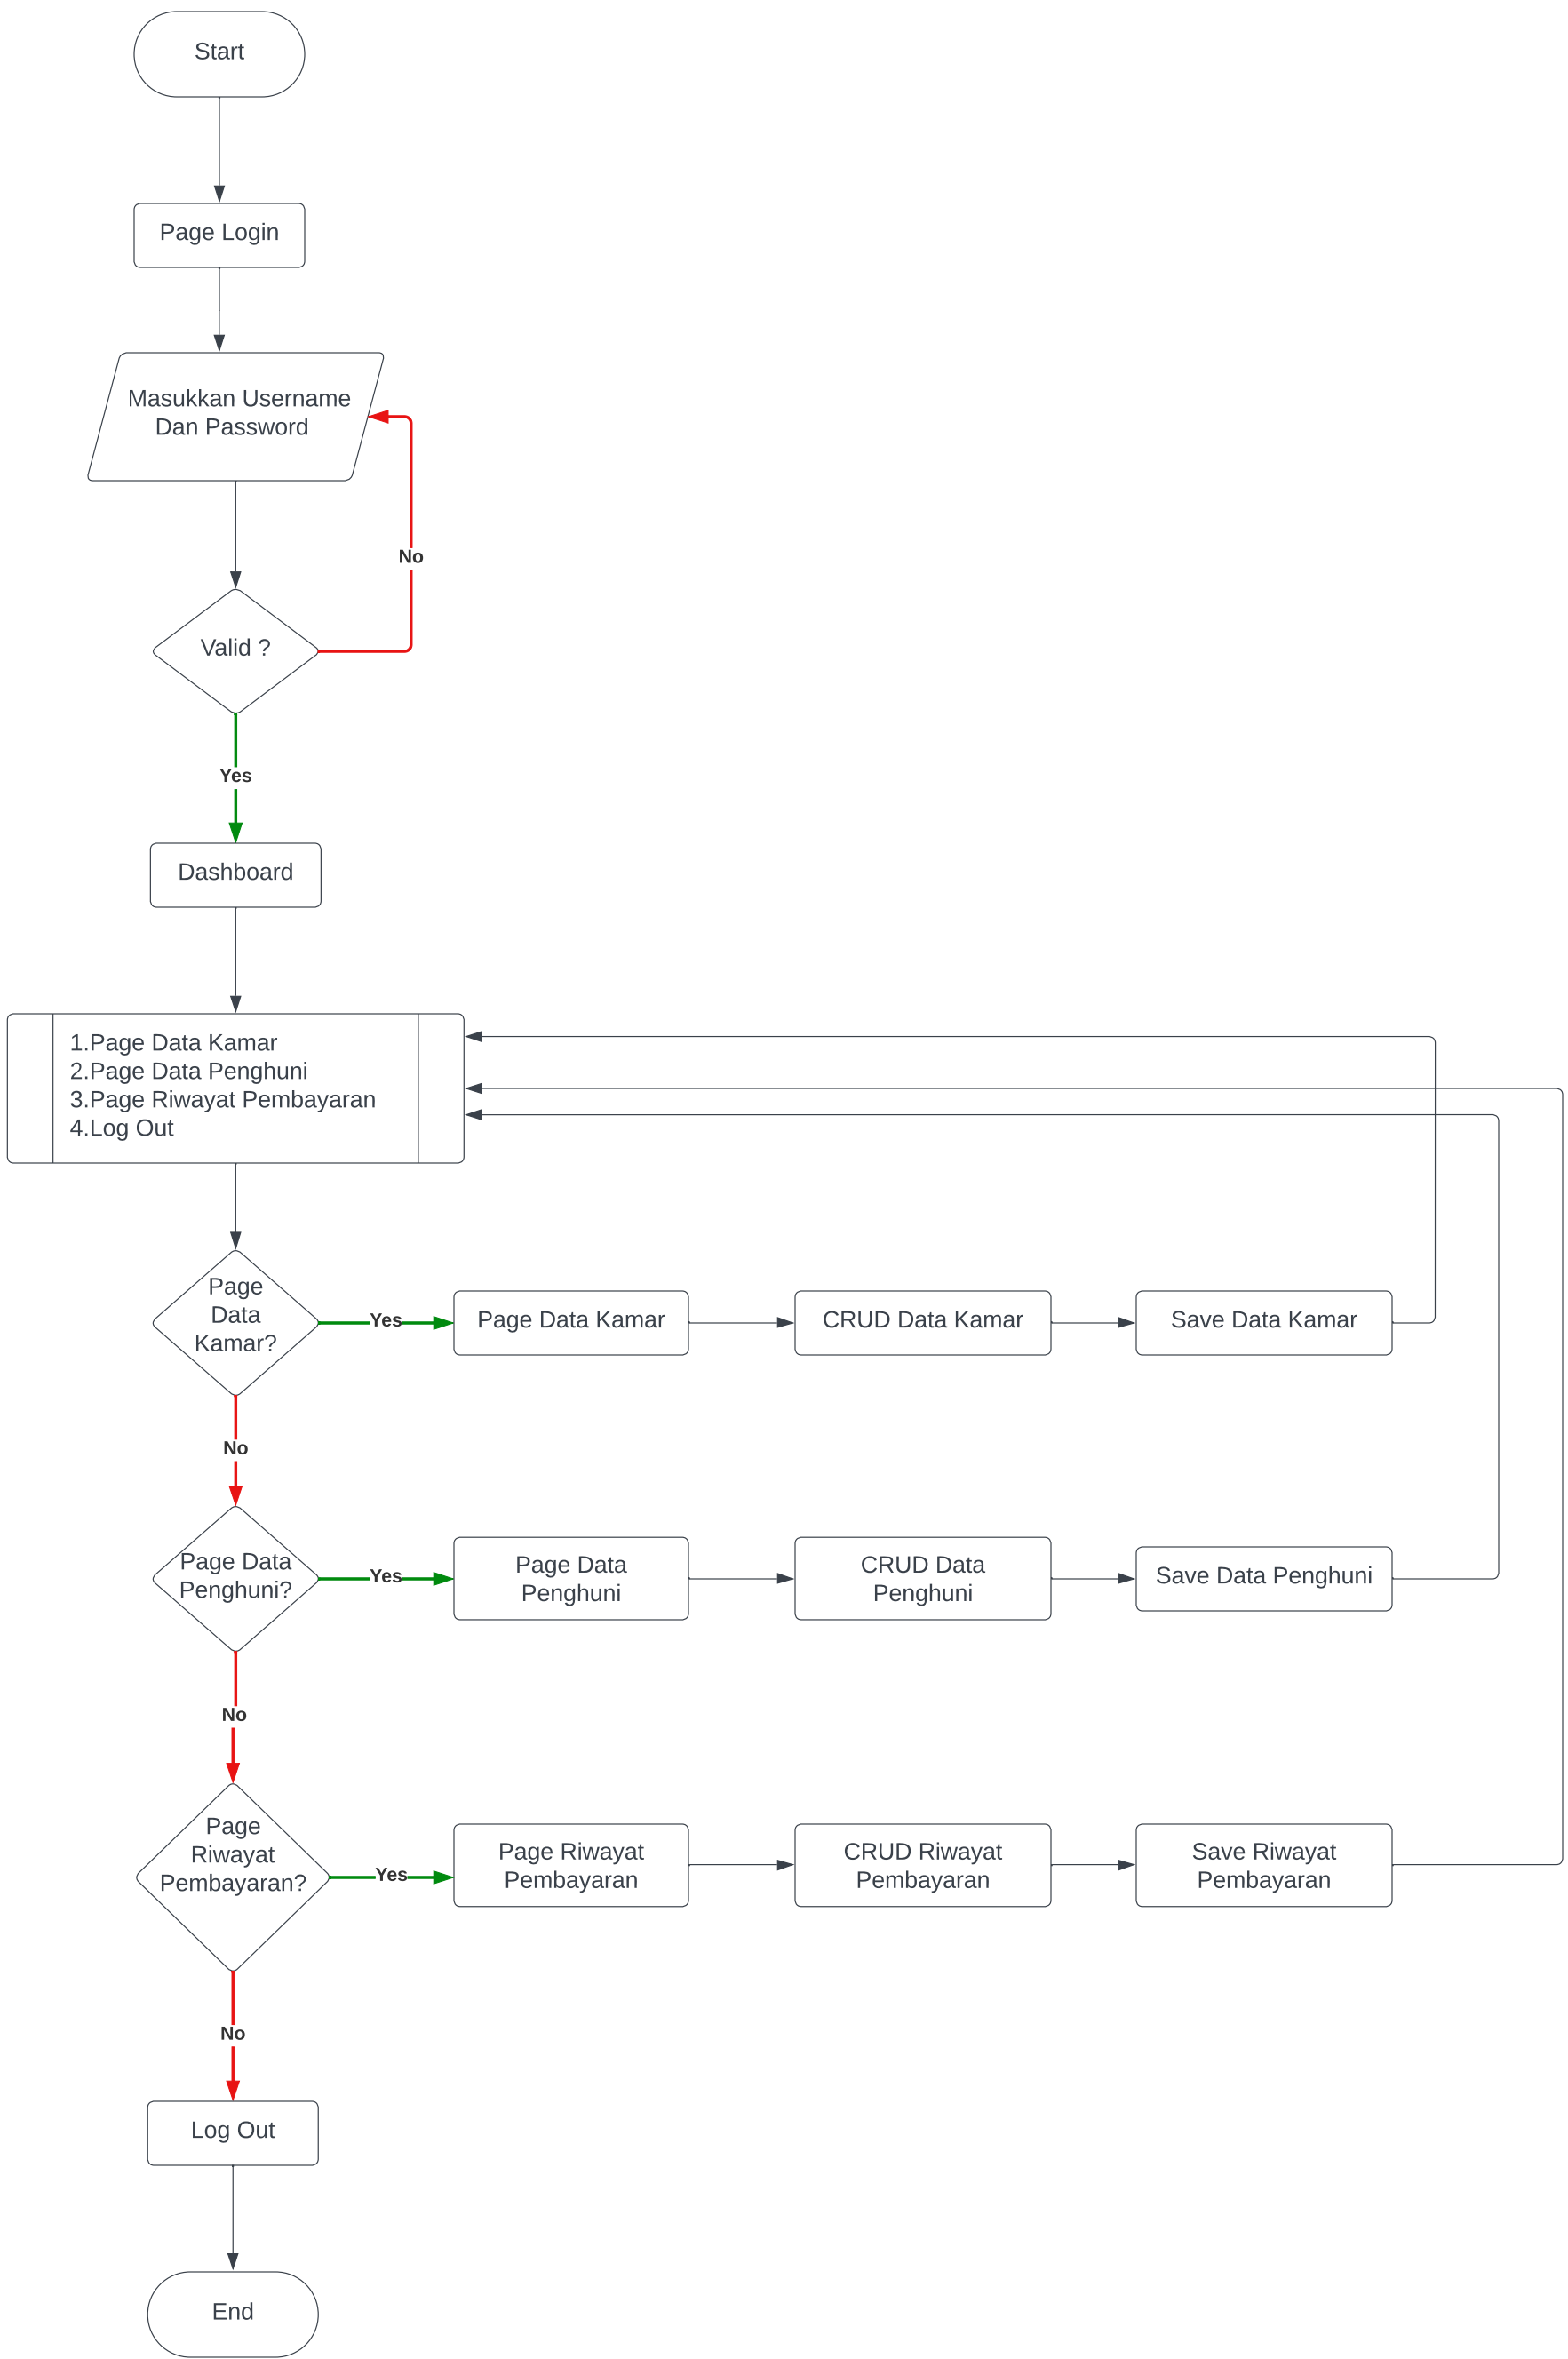 Start
Page Login
Masukkan Username
Dan Password
No
Valid ?
Yes
Dashboard
1.Page Data Kamar
2.Page Data Penghuni
3.Page Riwayat Pembayaran
4.Log Out
Page
Data
Kamar?
Yes
Page Data Kamar
CRUD Data Kamar
Save Data Kamar
No
Page Data
Penghuni?
Yes
Page Data
Penghuni
CRUD Data
Penghuni
Save Data Penghuni
No
Page
Riwayat
Pembayaran?
Yes
Page Riwayat
Pembayaran
CRUD Riwayat
Pembayaran
Save Riwayat
Pembayaran
No
Log Out
End